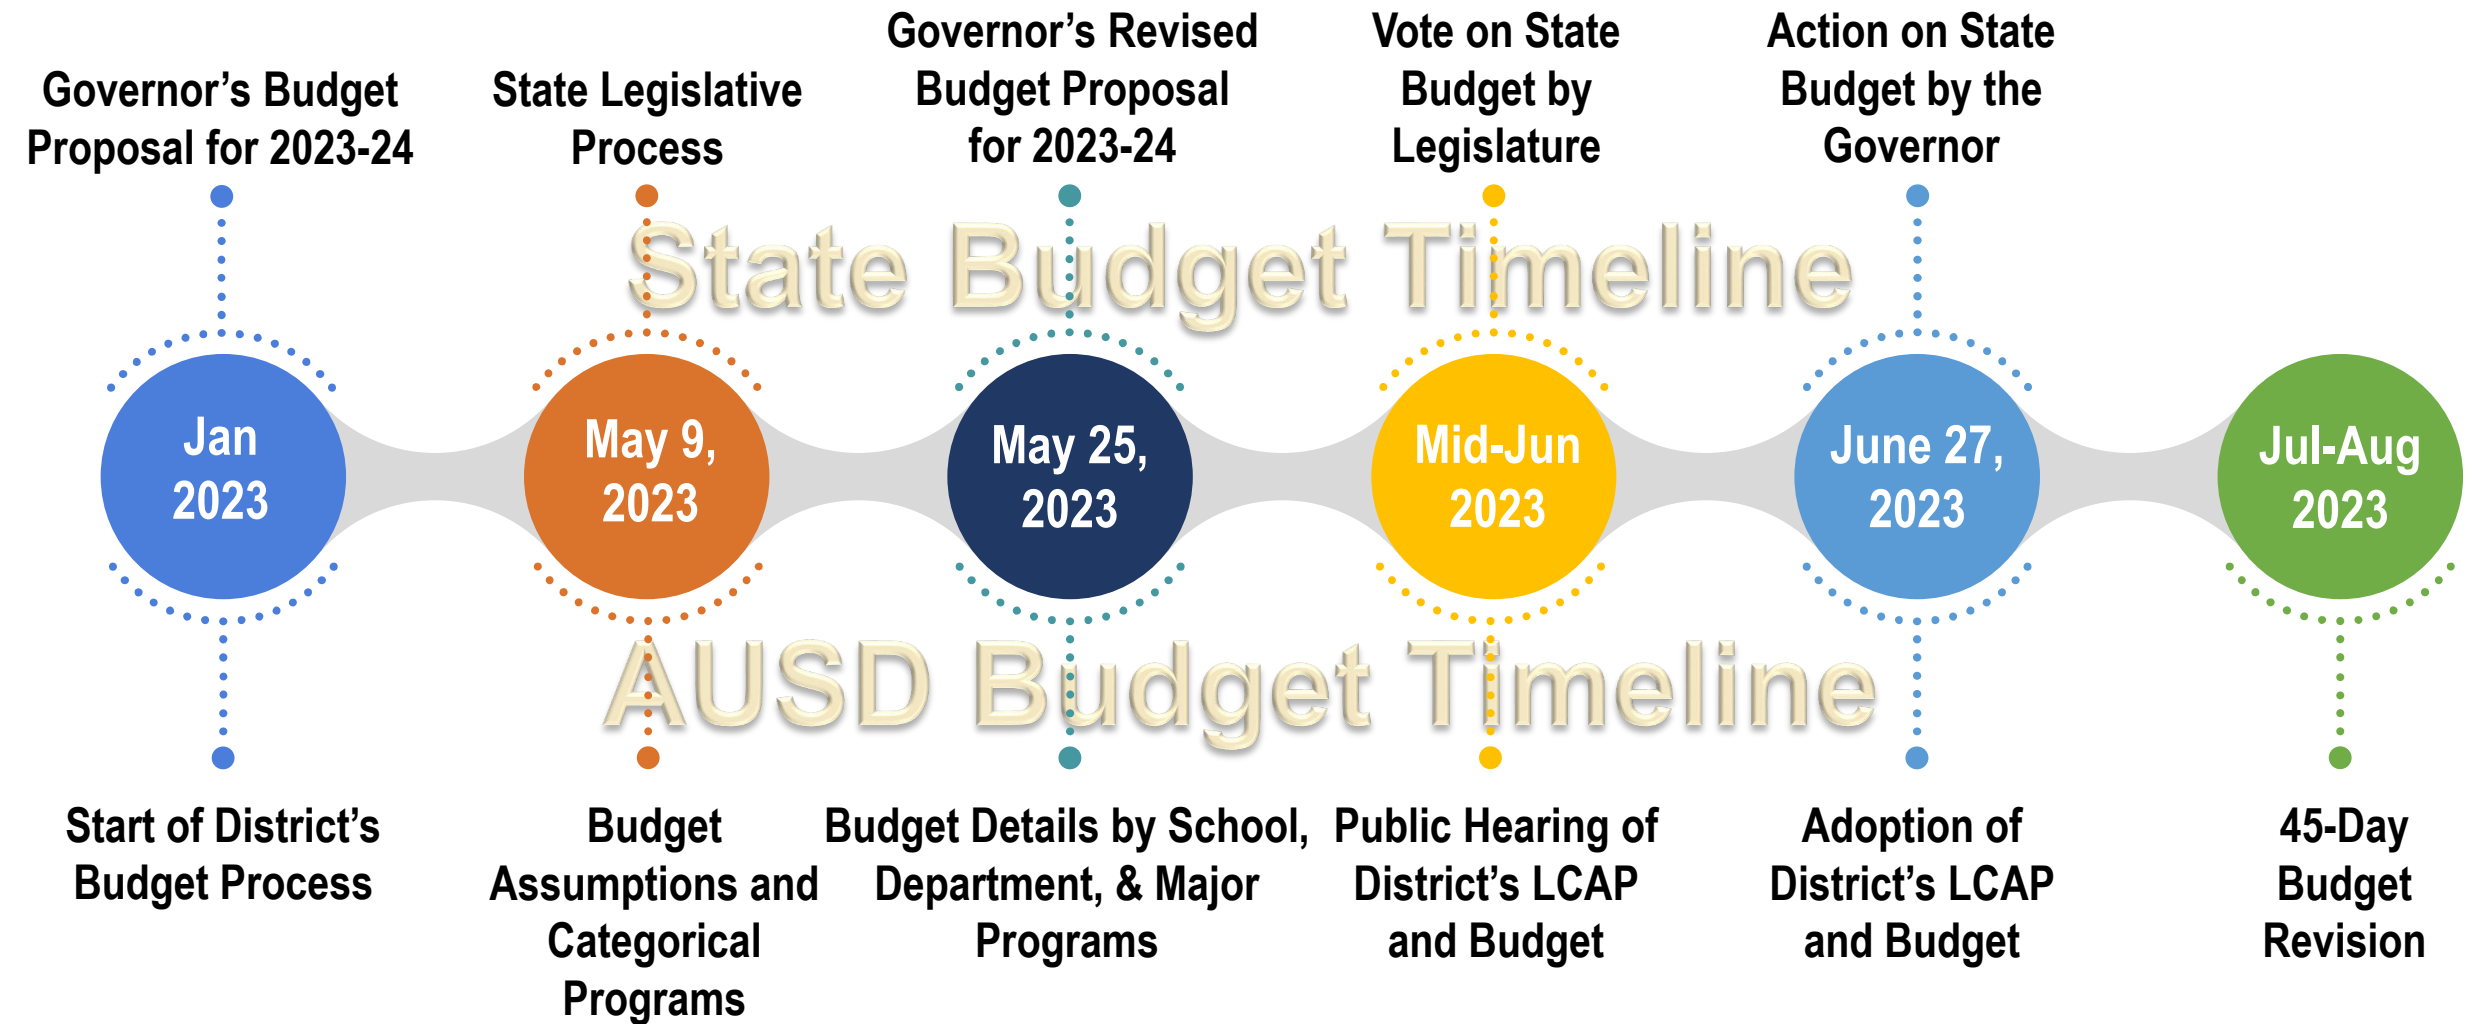 Governor's Budget
Proposal for 2023-24
State Legislative
Process
Governor's Revised
Budget Proposal
for 2023-24
Vote on State
Budget by
Legislature
Action on State
Budget by the
Governor
State Budget Timeline
Jan
2023
May 9,
2023
May 25,
2023
Mid-Jun
2023
June 27,
2023
Jul-Aug
2023
AUSD Budget Timeline
Start of District's
Budget Process
Budget
Assumptions and
Categorical
Programs
Budget Details by School,
Department, & Major
Programs
Public Hearing of
District's LCAP
and Budget
Adoption of
District's LCAP
and Budget
45-Day
Budget
Revision